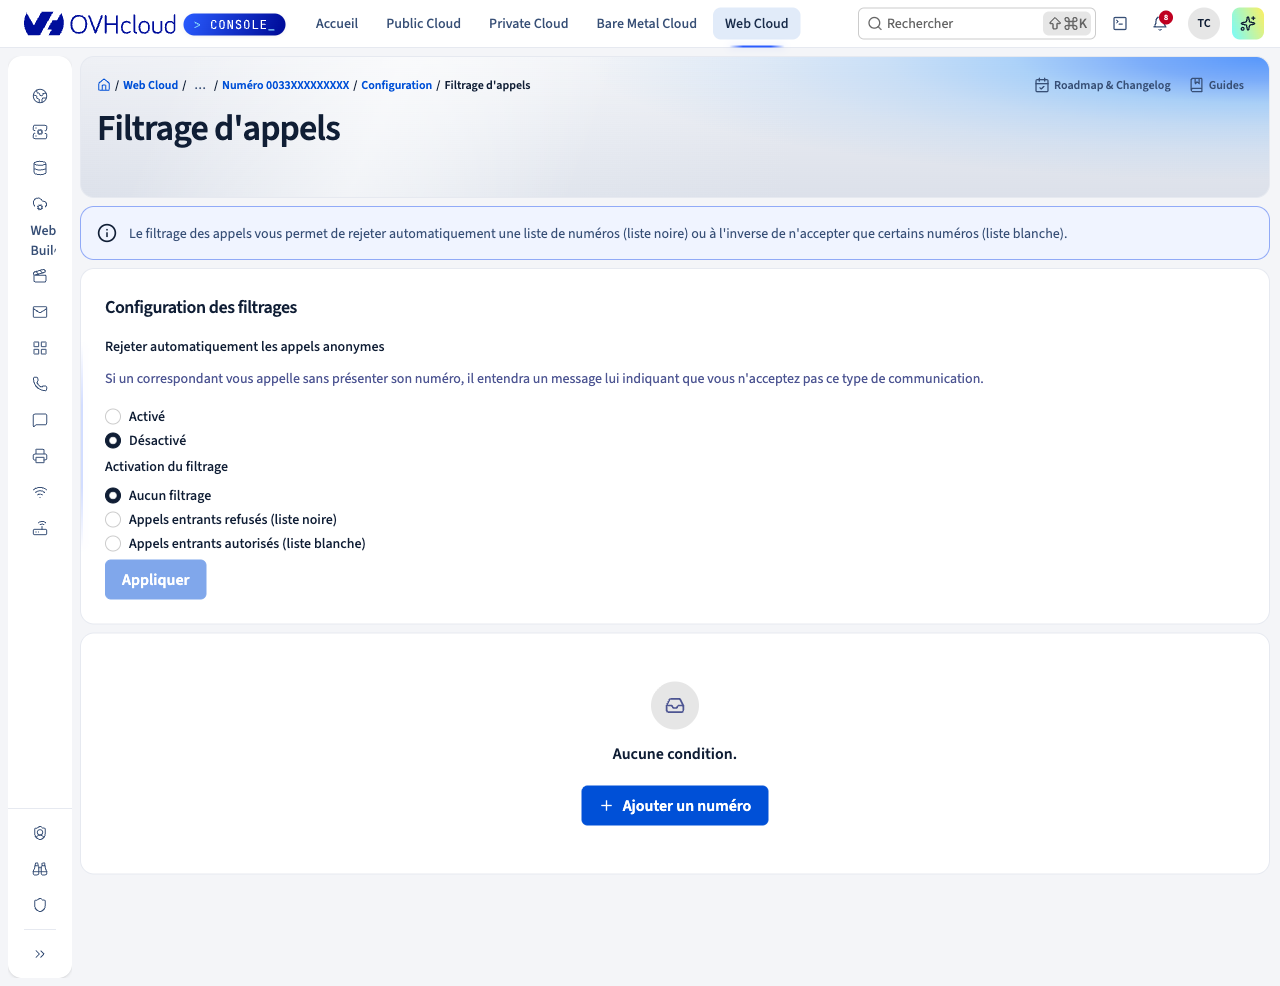 OVHcloud > CONSOLE_ Accueil Public Cloud Private Cloud Bare Metal Cloud Web Cloud Rechercher ⇧⌘K 8 TC
/ Web Cloud / ... / Numéro 0033XXXXXXXXX / Configuration / Filtrage d'appels Roadmap & Changelog Guides
Filtrage d'appels
Web
Buil
Le filtrage des appels vous permet de rejeter automatiquement une liste de numéros (liste noire) ou à l'inverse de n'accepter que certains numéros (liste blanche).
Configuration des filtrages
Rejeter automatiquement les appels anonymes
Si un correspondant vous appelle sans présenter son numéro, il entendra un message lui indiquant que vous n'acceptez pas ce type de communication.
Activé
Désactivé
Activation du filtrage
Aucun filtrage
Appels entrants refusés (liste noire)
Appels entrants autorisés (liste blanche)
Appliquer
Aucune condition.
+ Ajouter un numéro